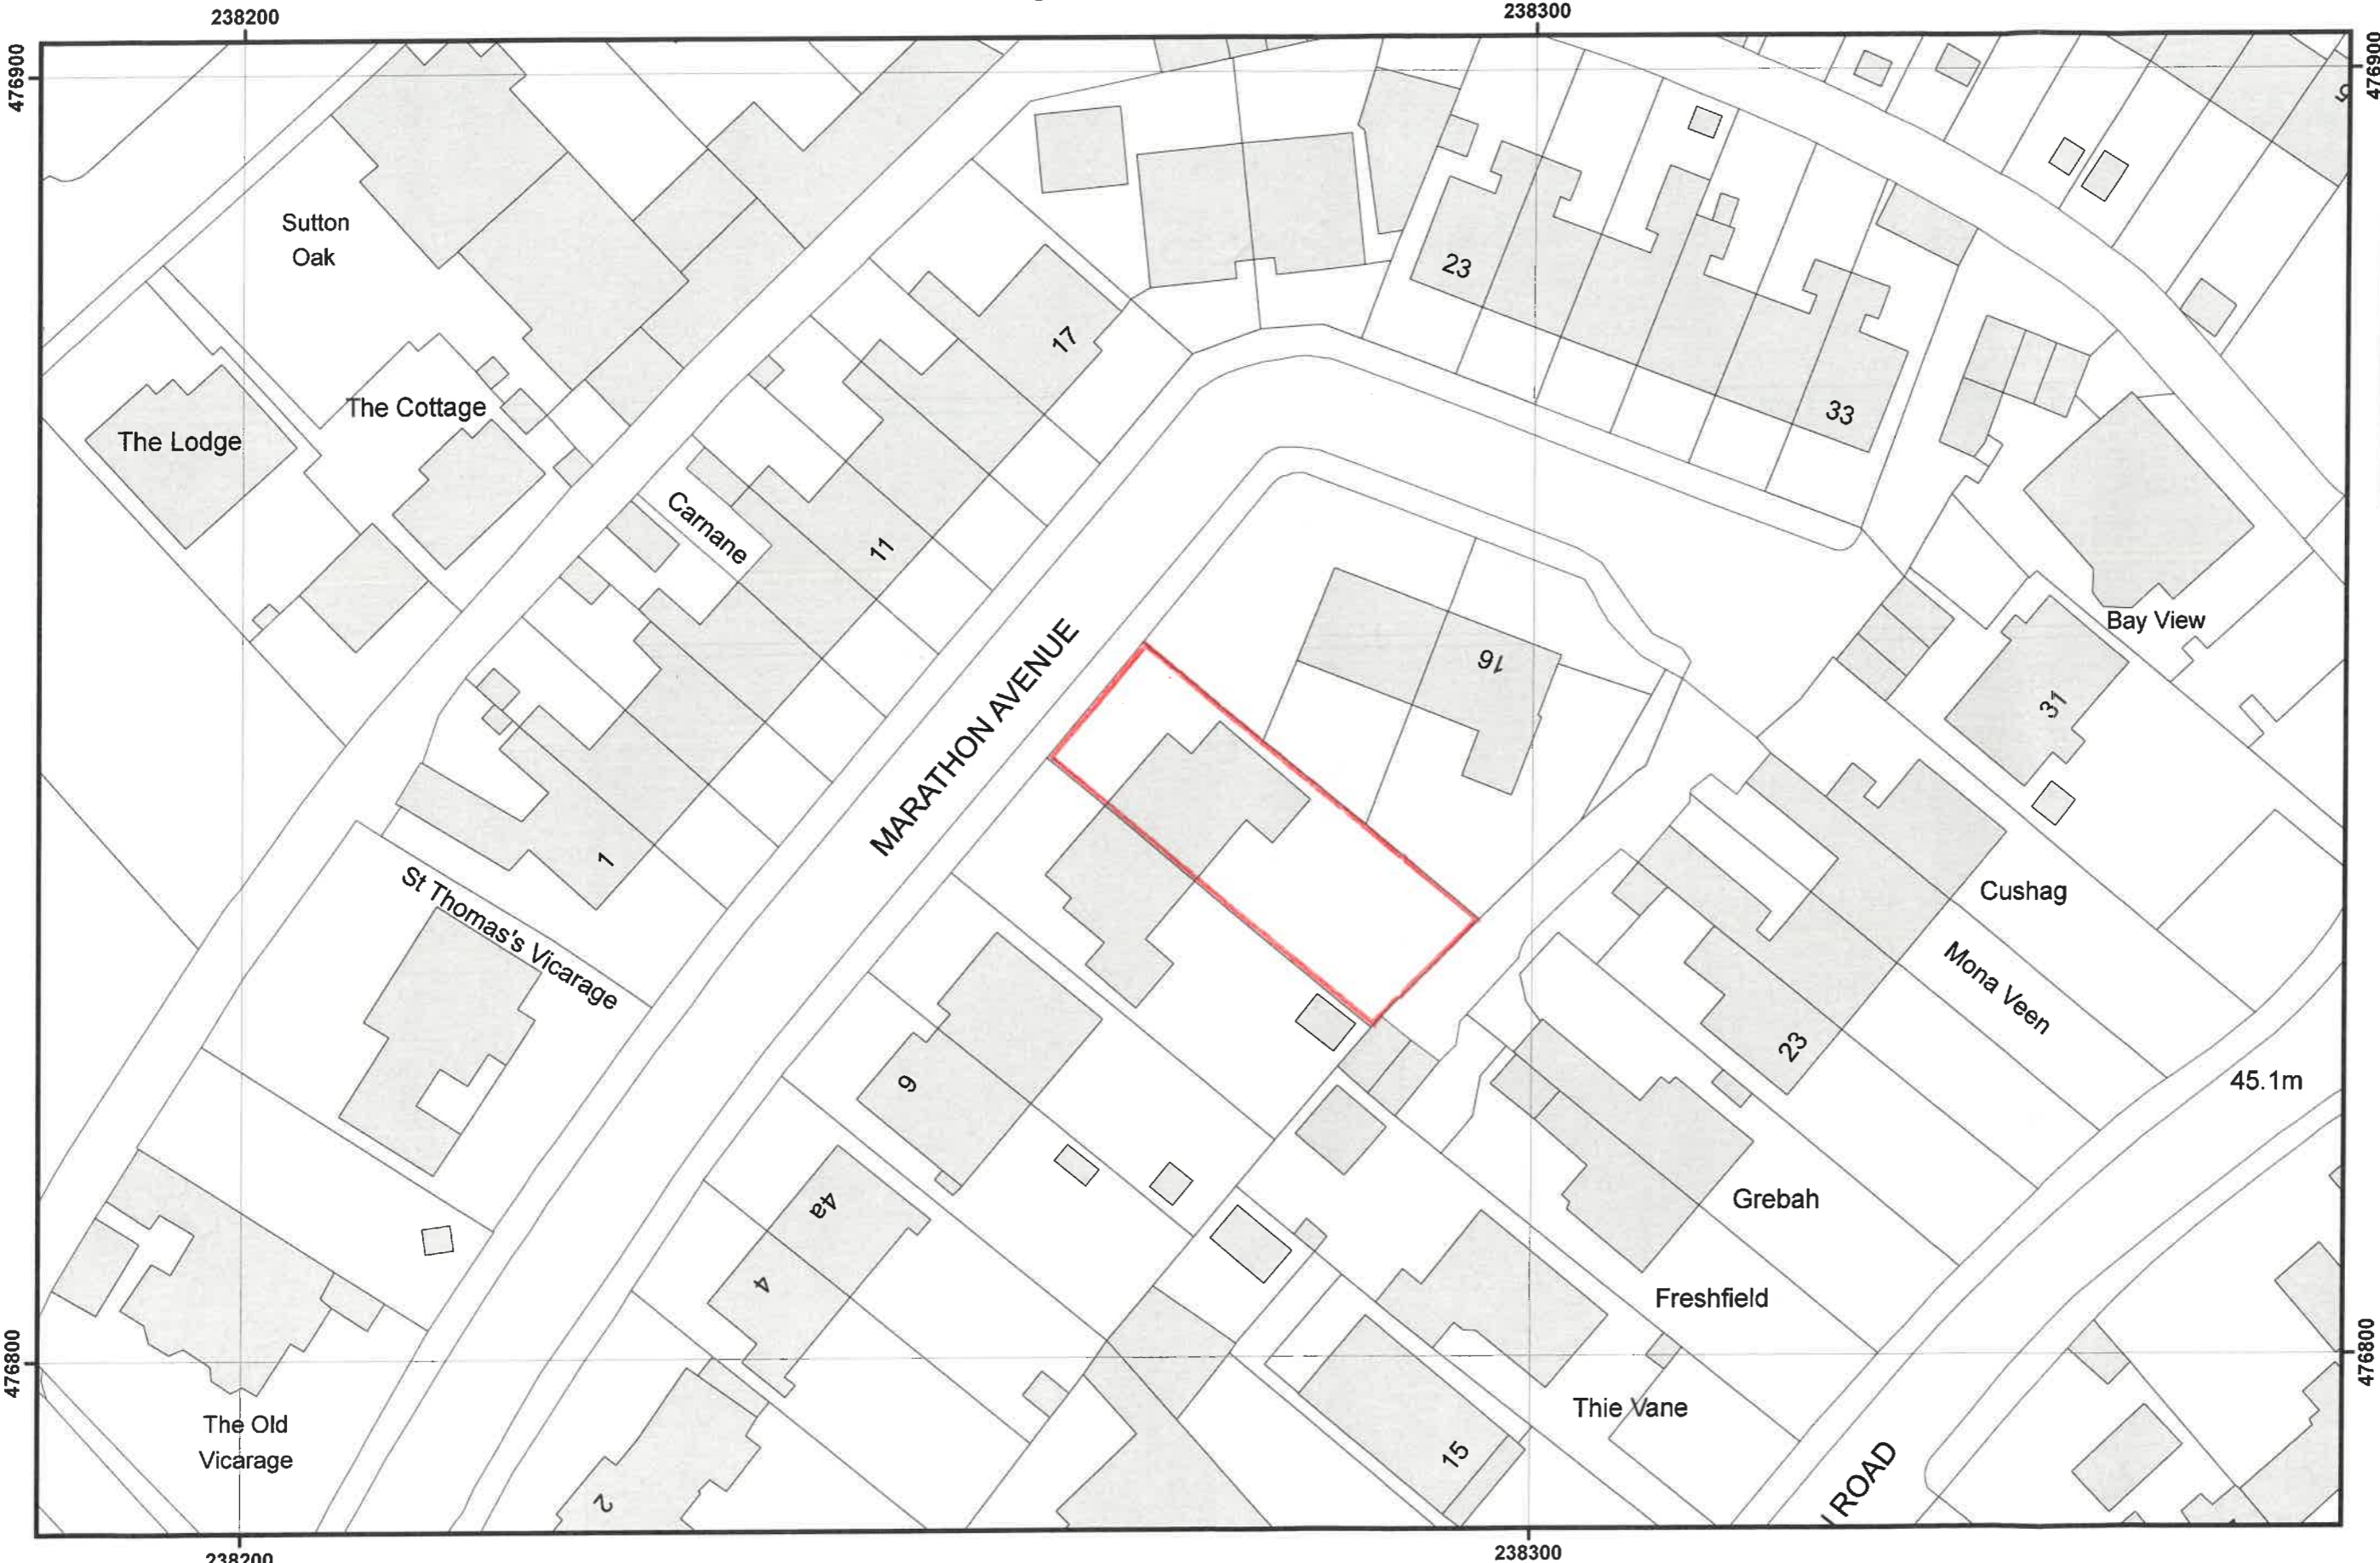 238200
238300
476900
476900
Sutton
Oak
23
17
The Cottage
33
The Lodge
Carnane
11
MARATHON AVENUE
16
Bay View
31
1
St Thomas's Vicarage
Cushag
Mona Veen
23
6
45.1m
4a
Grebah
4
Freshfield
476800
476800
Thie Vane
The Old
Vicarage
15
ROAD
2
238200
238300